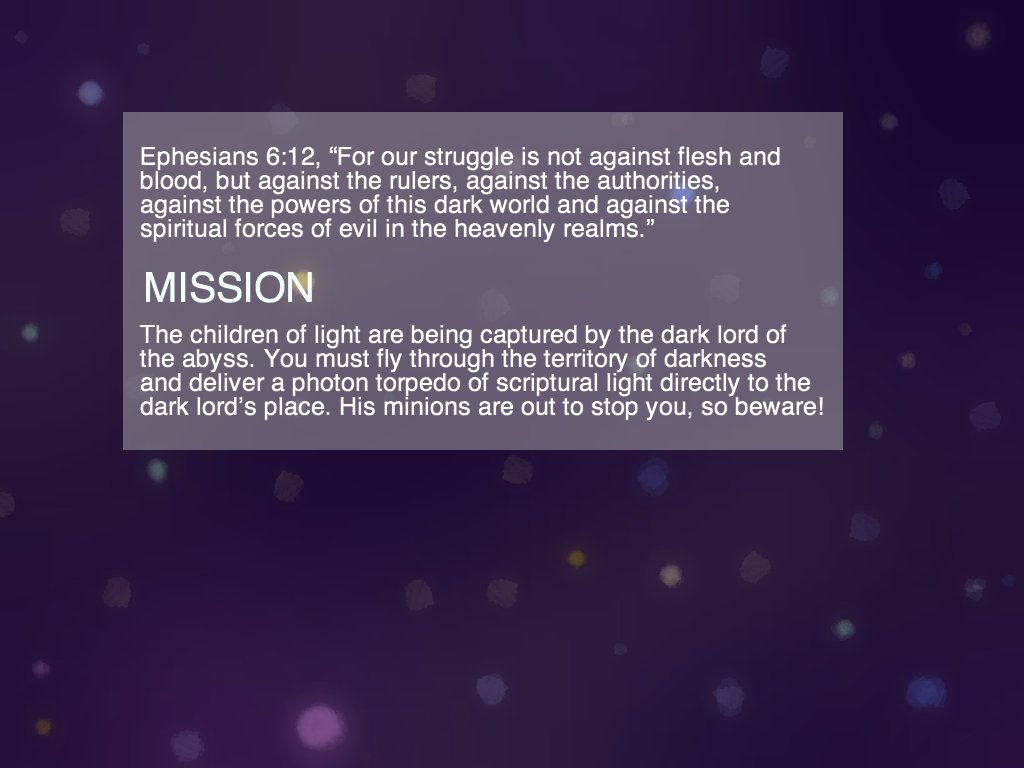 Ephesians 6:12, “For our struggle is not against flesh and
blood, but against the rulers, against the authorities,
against the powers of this dark world and against the
spiritual forces of evil in the heavenly realms.”
MISSION
The children of light are being captured by the dark lord of
the abyss. You must fly through the territory of darkness
and deliver a photon torpedo of scriptural light directly to the
dark lord’s place. His minions are out to stop you, so beware!